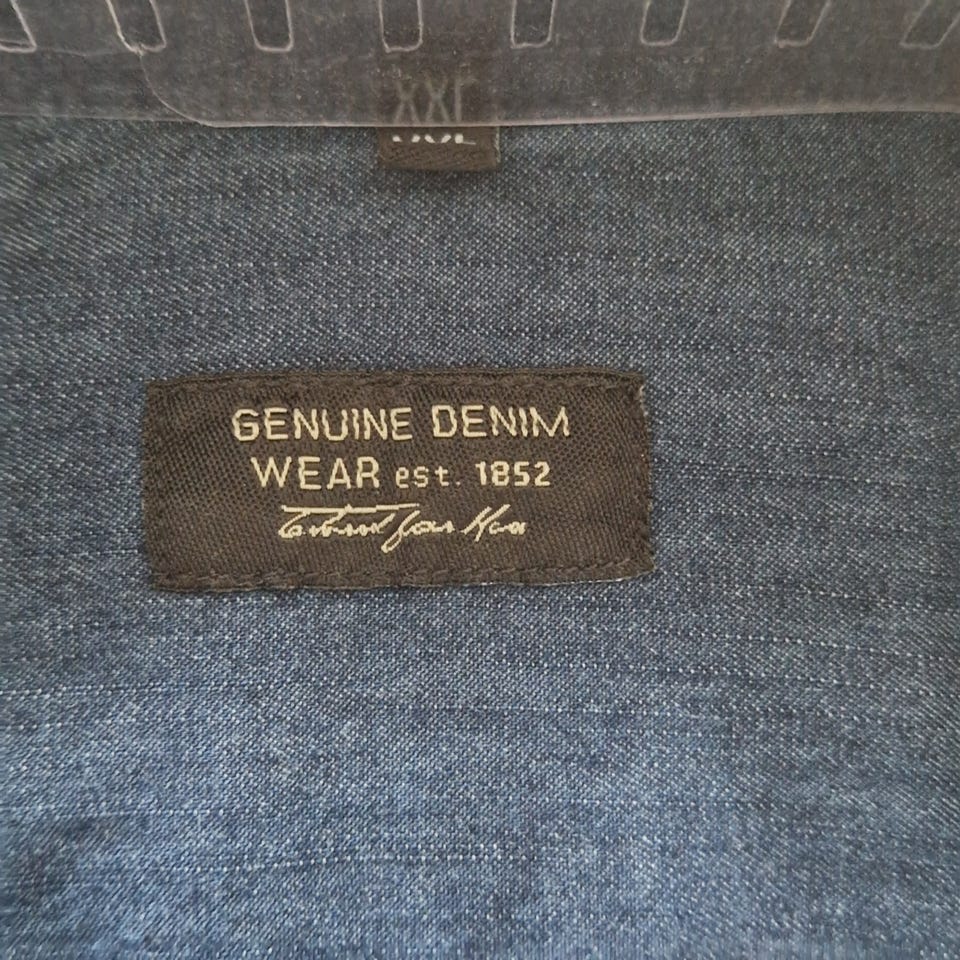 XXL
GENUINE DENIM
WEAR est. 1852